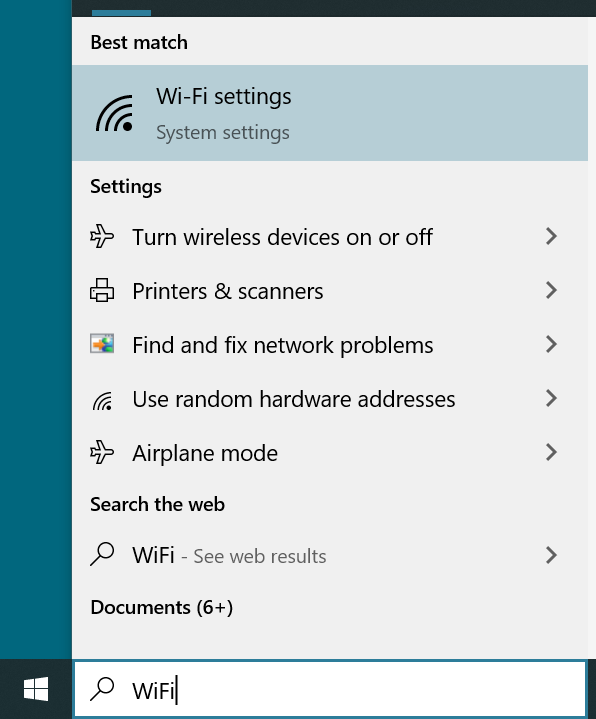 Best match
Wi-Fi settings
System settings
Settings
Turn wireless devices on or off
Printers & scanners
Find and fix network problems
Use random hardware addresses
Airplane mode
Search the web
WiFi - See web results
Documents (6+)
WiFi